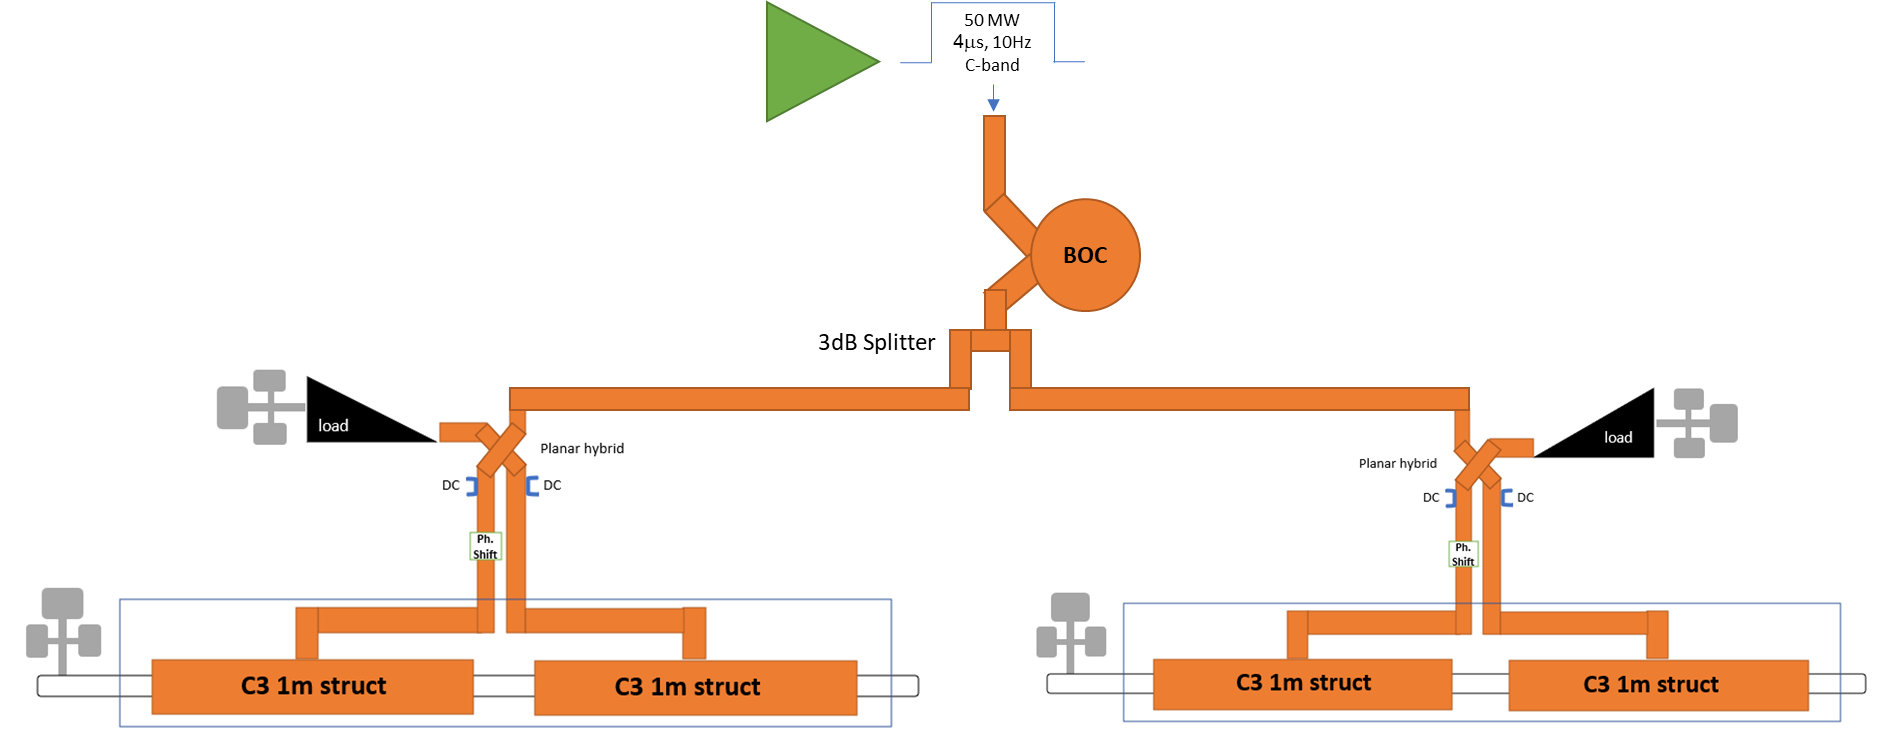 50 MW
4μs, 10Hz
C-band
BOC
3dB Splitter
load
Planar hybrid
DC
DC
Ph.
Shift
C3 1m struct
C3 1m struct
load
Planar hybrid
DC
DC
Ph.
Shift
C3 1m struct
C3 1m struct